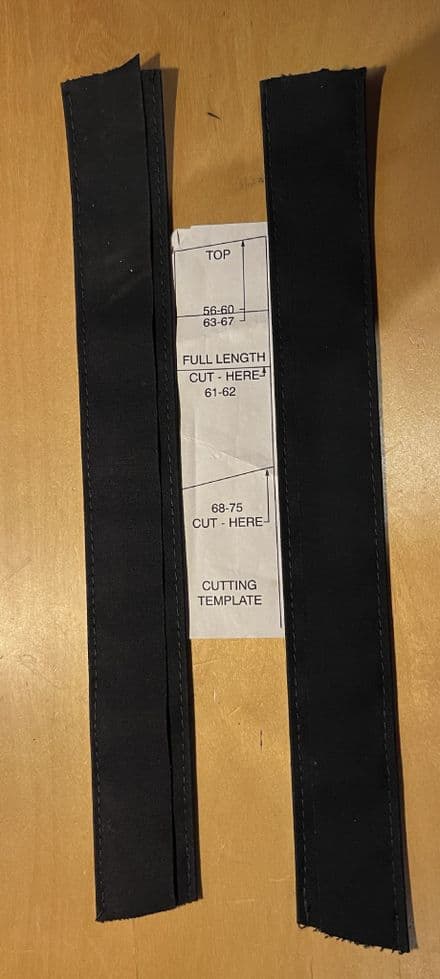 TOP
56-60
63-67
FULL LENGTH
CUT - HERE
61-62
68-75
CUT - HERE
CUTTING
TEMPLATE